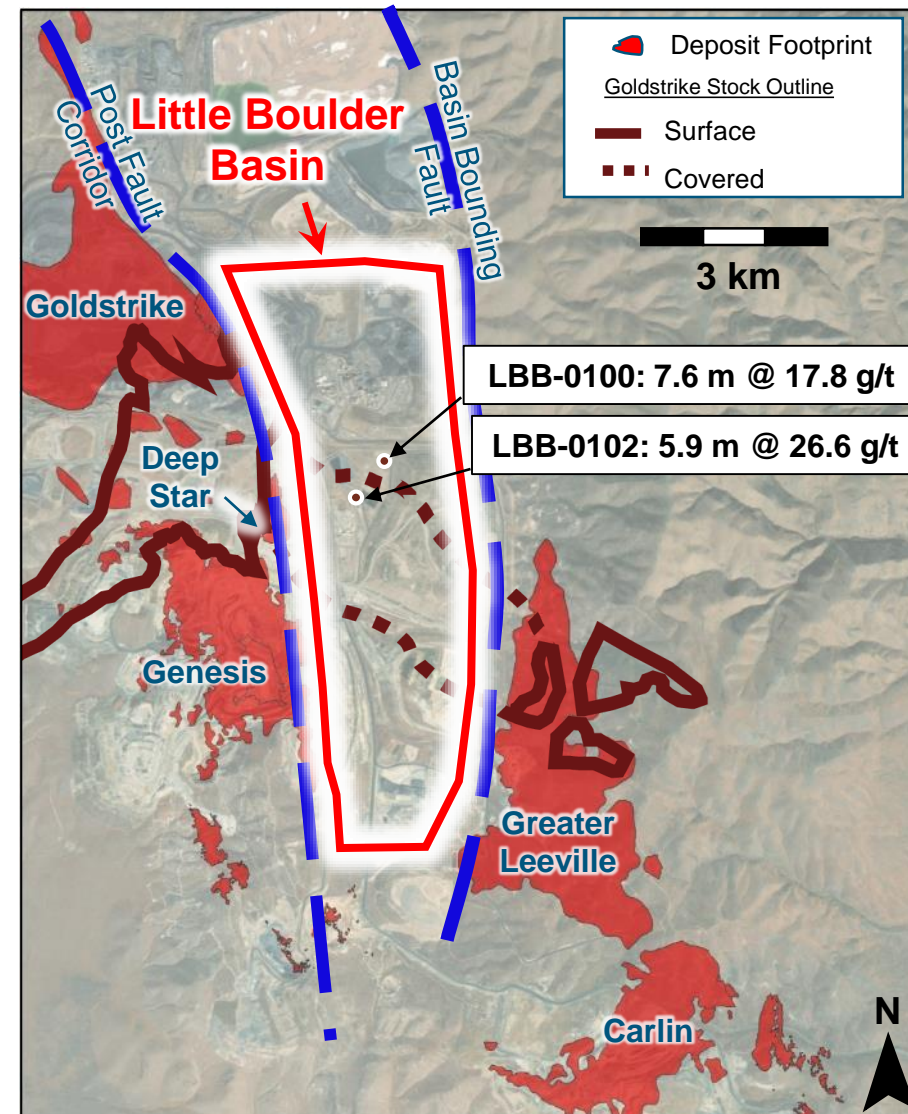 Deposit Footprint
Goldstrike Stock Outline
Surface
Covered
3 km
Post Fault
Corridor
Little Boulder
Basin
Basin Bounding
Fault
Goldstrike
LBB-0100: 7.6 m @ 17.8 g/t
LBB-0102: 5.9 m @ 26.6 g/t
Deep
Star
Genesis
Greater
Leeville
Carlin
N